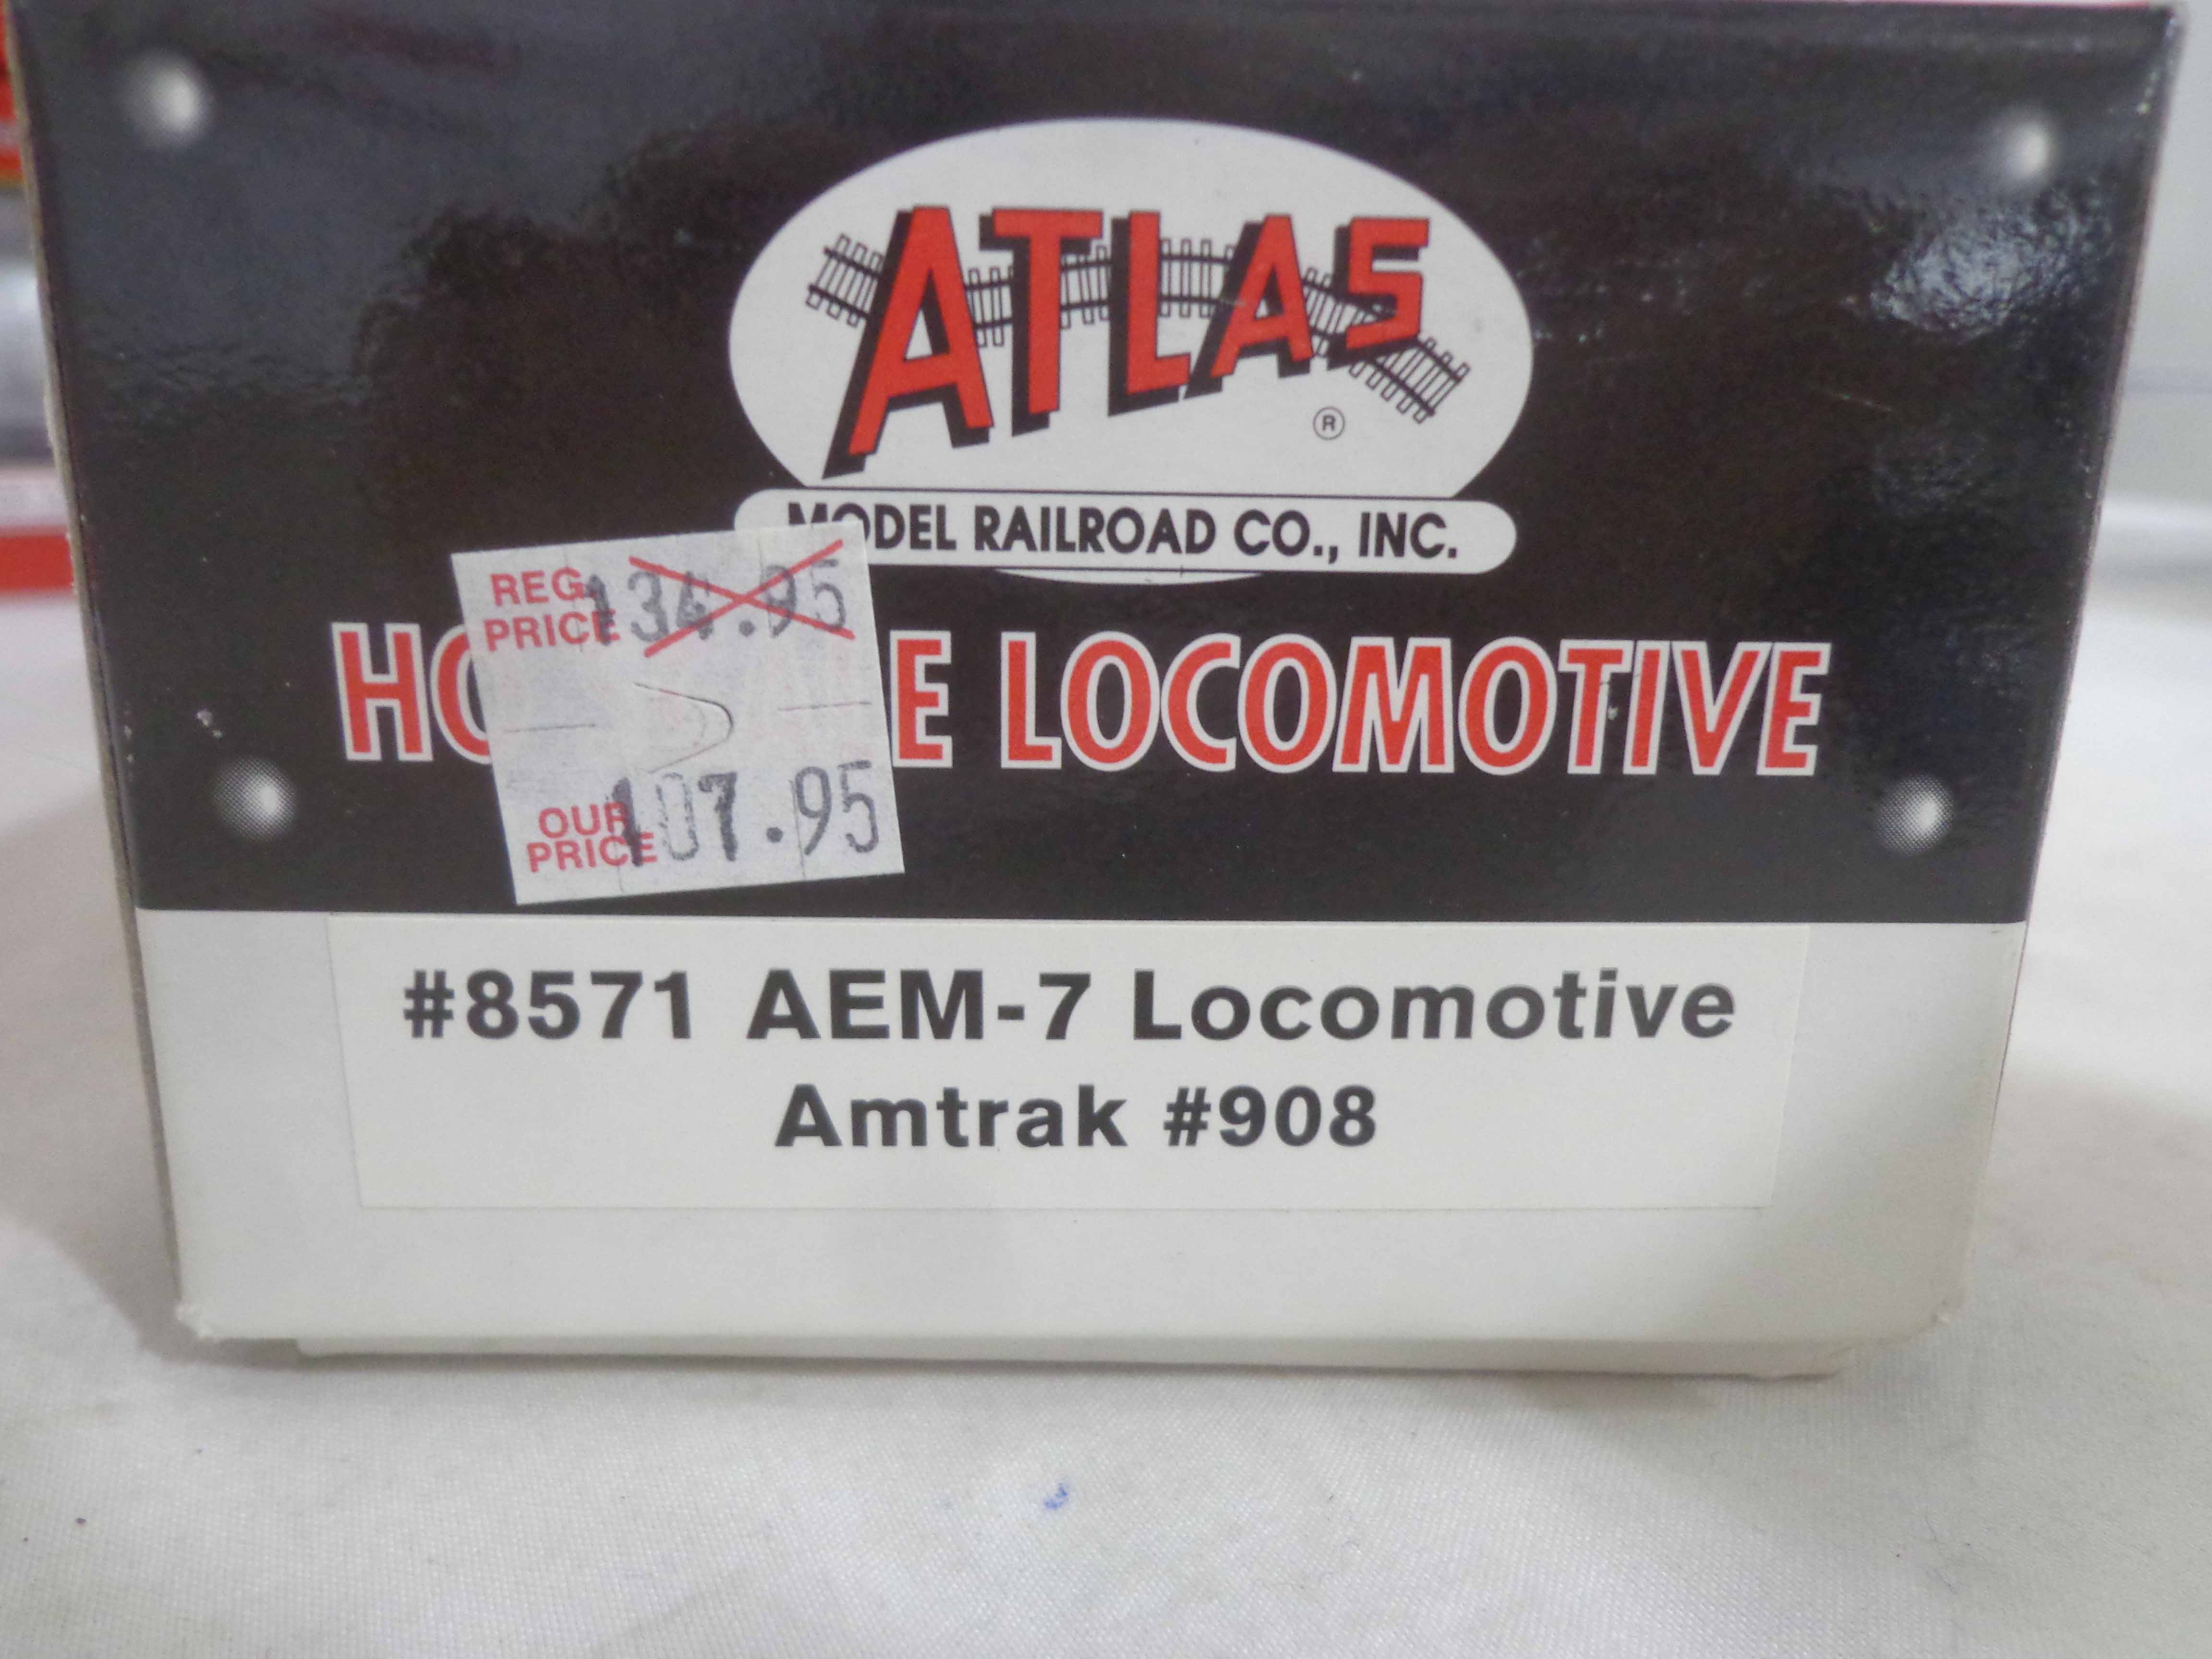 ATLAS
®
MODEL RAILROAD CO., INC.
REG. PRICE 134.95
LOCOMOTIVE
OUR PRICE 107.95
#8571 AEM-7 Locomotive
Amtrak #908